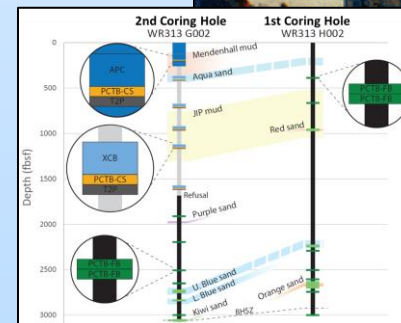 2nd Coring Hole
WR313 G002
1st Coring Hole
WR313 H002
Depth (fbsf)
0
500
1000
1500
2000
2500
3000
APC
PCTB-CS
T2P
XCB
PCTB-CS
T2P
PCTB-FB
PCTB-FB
Mendenhall mud
Aqua sand
JIP mud
Red sand
Refusal
Purple sand
U. Blue sand
L. Blue sand
Orange sand
Kiwi sand
BHSZ
PCTB-FB
PCTB-FB